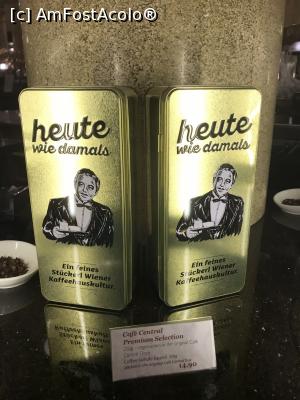 [c] AmFostAcolo®
heute
wie damals
Ein feines
Stückerl Wiener
Kaffeehauskultur.
heute
wie damals
Ein feines
Stückerl Wiener
Kaffeehauskultur.
Café Central
Premium Selection
14,90